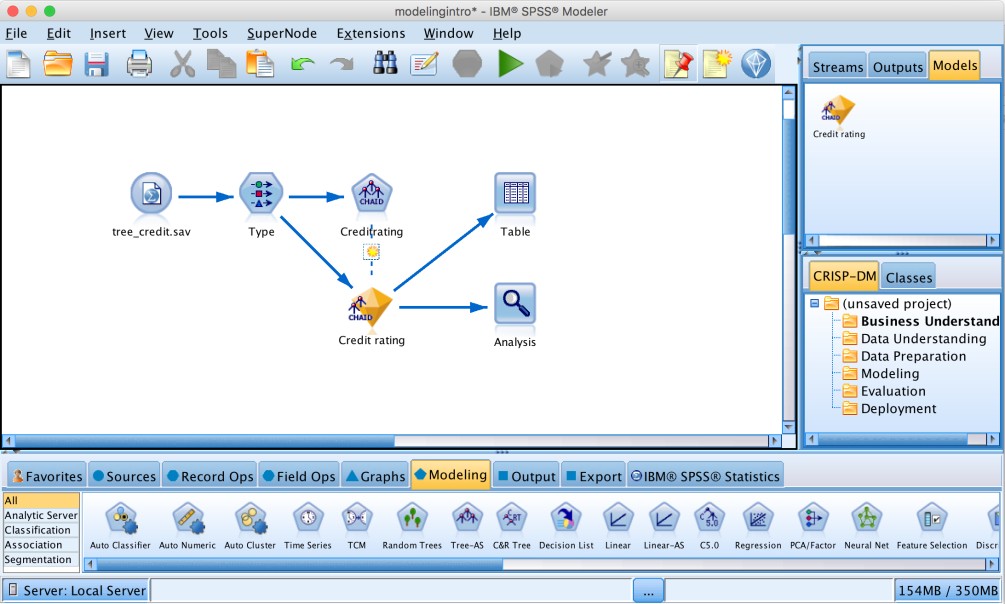 modelingintro* - IBM® SPSS® Modeler
File Edit Insert View Tools SuperNode Extensions Window Help
Streams Outputs Models
CHAID
Credit rating
tree_credit.sav
Type
CHAID
Credit rating
Table
CHAID
Credit rating
Analysis
CRISP-DM Classes
(unsaved project)
Business Understand
Data Understanding
Data Preparation
Modeling
Evaluation
Deployment
Favorites Sources Record Ops Field Ops Graphs Modeling Output Export IBM® SPSS® Statistics
All
Analytic Server
Classification
Association
Segmentation
C&RT
C5.0
Auto Classifier Auto Numeric Auto Cluster Time Series TCM Random Trees Tree-AS C&R Tree Decision List Linear Linear-AS C5.0 Regression PCA/Factor Neural Net Feature Selection Discr
Server: Local Server ... 154MB / 350MB